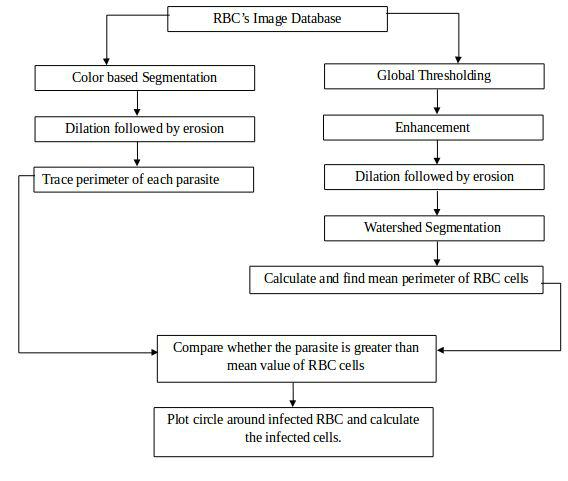 RBC’s Image Database
Color based Segmentation
Dilation followed by erosion
Trace perimeter of each parasite
Global Thresholding
Enhancement
Dilation followed by erosion
Watershed Segmentation
Calculate and find mean perimeter of RBC cells
Compare whether the parasite is greater than
mean value of RBC cells
Plot circle around infected RBC and calculate
the infected cells.